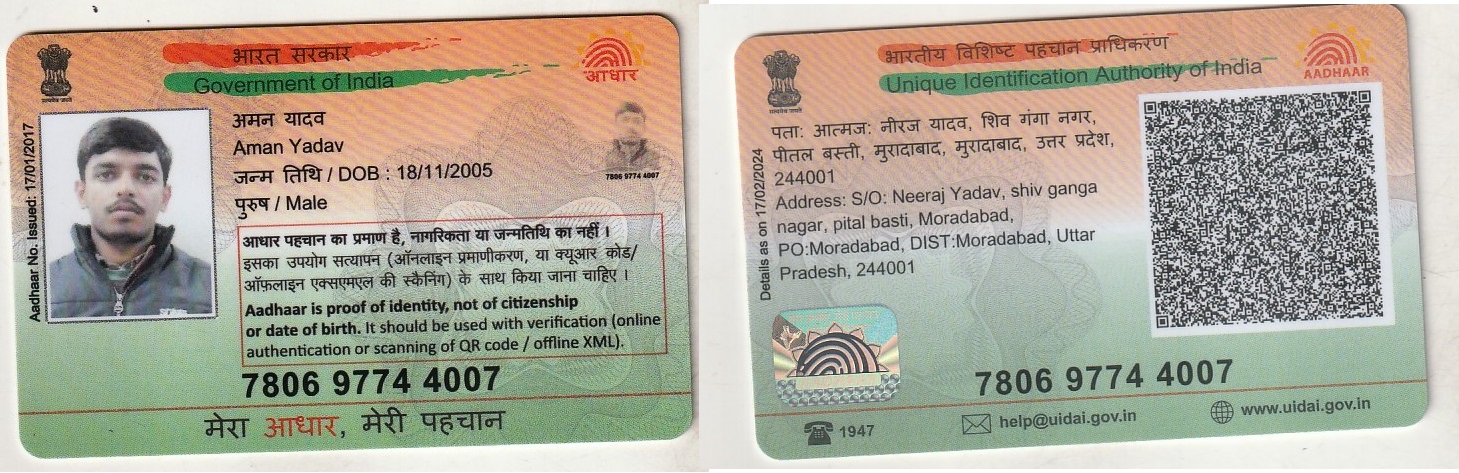 भारत सरकार
Government of India
आधार
Aadhaar No. Issued: 17/01/2017
अमन यादव
Aman Yadav
जन्म तिथि / DOB : 18/11/2005
पुरुष / Male
7806 9774 4007
आधार पहचान का प्रमाण है, नागरिकता या जन्मतिथि का नहीं ।
इसका उपयोग सत्यापन (ऑनलाइन प्रमाणीकरण, या क्यूआर कोड/
ऑफ़लाइन एक्सएमएल की स्कैनिंग) के साथ किया जाना चाहिए ।
Aadhaar is proof of identity, not of citizenship
or date of birth. It should be used with verification (online
authentication or scanning of QR code / offline XML).
7806 9774 4007
मेरा आधार, मेरी पहचान
भारतीय विशिष्ट पहचान प्राधिकरण
Unique Identification Authority of India
AADHAAR
Details as on 17/02/2024
पता: आत्मज: नीरज यादव, शिव गंगा नगर,
पीतल बस्ती, मुरादाबाद, मुरादाबाद, उत्तर प्रदेश,
244001
Address: S/O: Neeraj Yadav, shiv ganga
nagar, pital basti, Moradabad,
PO:Moradabad, DIST:Moradabad, Uttar
Pradesh, 244001
7806 9774 4007
1947
help@uidai.gov.in
www.uidai.gov.in